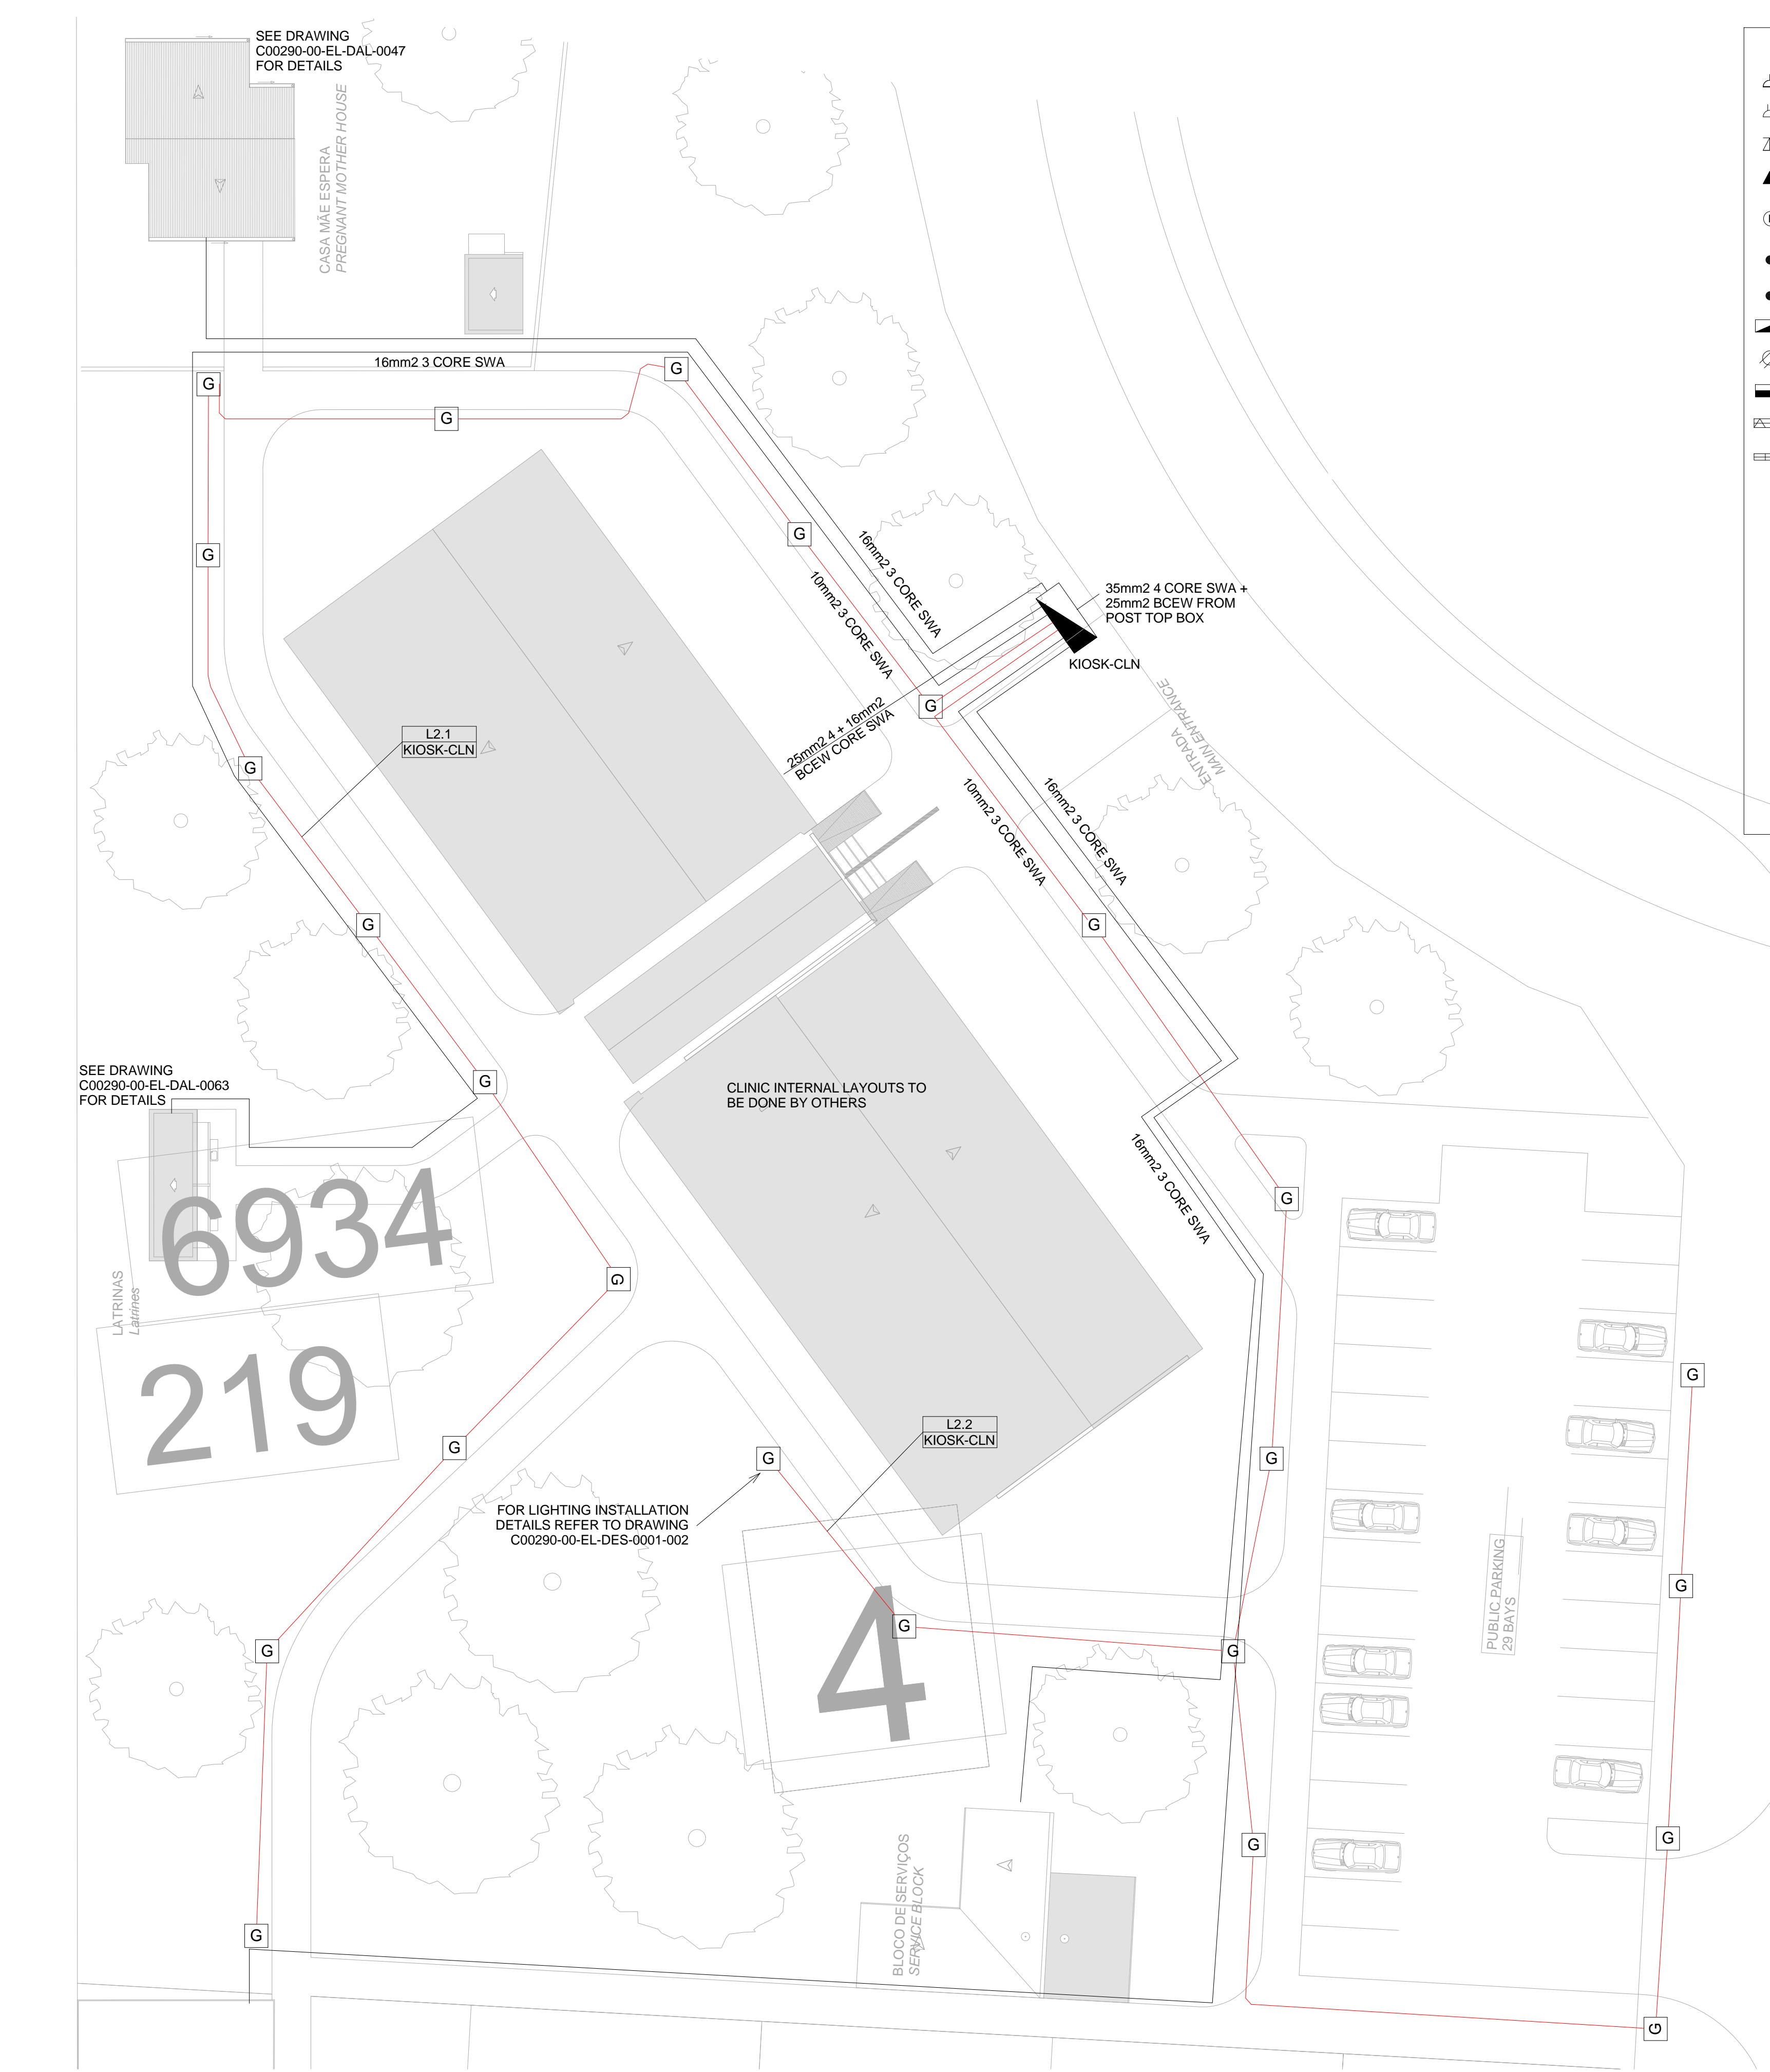 SEE DRAWING
C00290-00-EL-DAL-0047
FOR DETAILS
CASA MÃE ESPERA
PREGNANT MOTHER HOUSE
16mm2 3 CORE SWA
G
G
G
G
G
16mm2 3 CORE SWA
10mm2 3 CORE SWA
35mm2 4 CORE SWA +
25mm2 BCEW FROM
POST TOP BOX
KIOSK-CLN
G
25mm2 4 + 16mm2
BCEW CORE SWA
ENTRADA
MAIN ENTRANCE
L2.1
KIOSK-CLN
G
10mm2 3 CORE SWA
16mm2 3 CORE SWA
G
G
G
SEE DRAWING
C00290-00-EL-DAL-0063
FOR DETAILS
CLINIC INTERNAL LAYOUTS TO
BE DONE BY OTHERS
16mm2 3 CORE SWA
6934
G
G
LATRINAS
Latrines
219
G
L2.2
KIOSK-CLN
G
G
G
FOR LIGHTING INSTALLATION
DETAILS REFER TO DRAWING
C00290-00-EL-DES-0001-002
PUBLIC PARKING
29 BAYS
G
4
G
G
G
G
G
BLOCO DE SERVIÇOS
SERVICE BLOCK
G
G